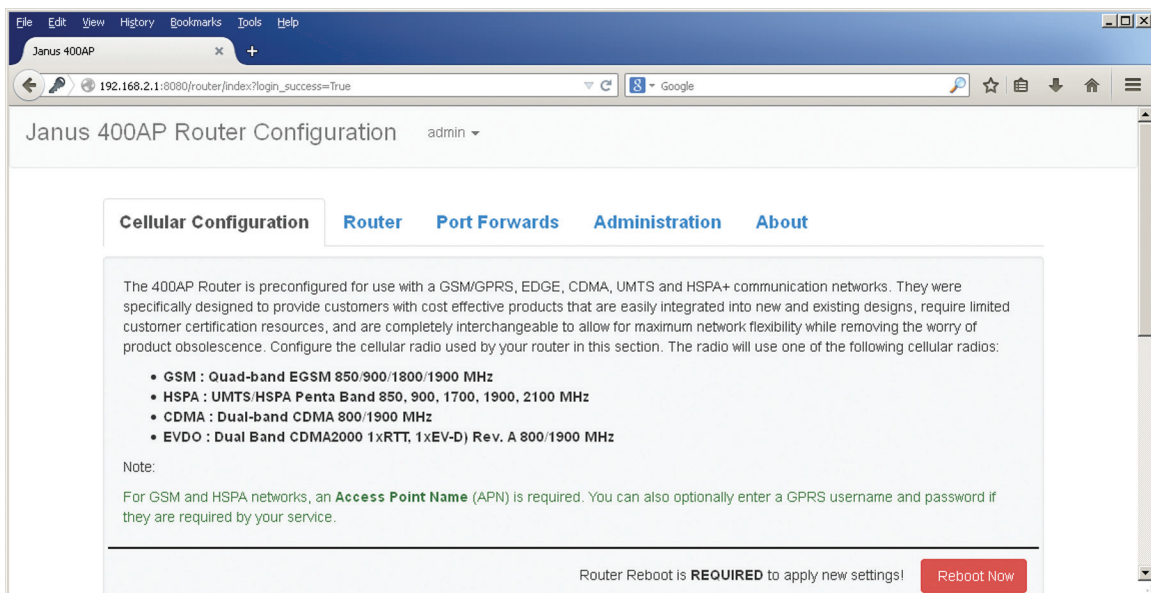 File Edit View History Bookmarks Tools Help
Janus 400AP
192.168.2.1:8080/router/index?login_success=True
Google
Janus 400AP Router Configuration admin
Cellular Configuration Router Port Forwards Administration About
The 400AP Router is preconfigured for use with a GSM/GPRS, EDGE, CDMA, UMTS and HSPA+ communication networks. They were
specifically designed to provide customers with cost effective products that are easily integrated into new and existing designs, require limited
customer certification resources, and are completely interchangeable to allow for maximum network flexibility while removing the worry of
product obsolescence. Configure the cellular radio used by your router in this section. The radio will use one of the following cellular radios:
• GSM : Quad-band EGSM 850/900/1800/1900 MHz
• HSPA : UMTS/HSPA Penta Band 850, 900, 1700, 1900, 2100 MHz
• CDMA : Dual-band CDMA 800/1900 MHz
• EVDO : Dual Band CDMA2000 1xRTT, 1xEV-D) Rev. A 800/1900 MHz
Note:
For GSM and HSPA networks, an Access Point Name (APN) is required. You can also optionally enter a GPRS username and password if
they are required by your service.
Router Reboot is REQUIRED to apply new settings! Reboot Now